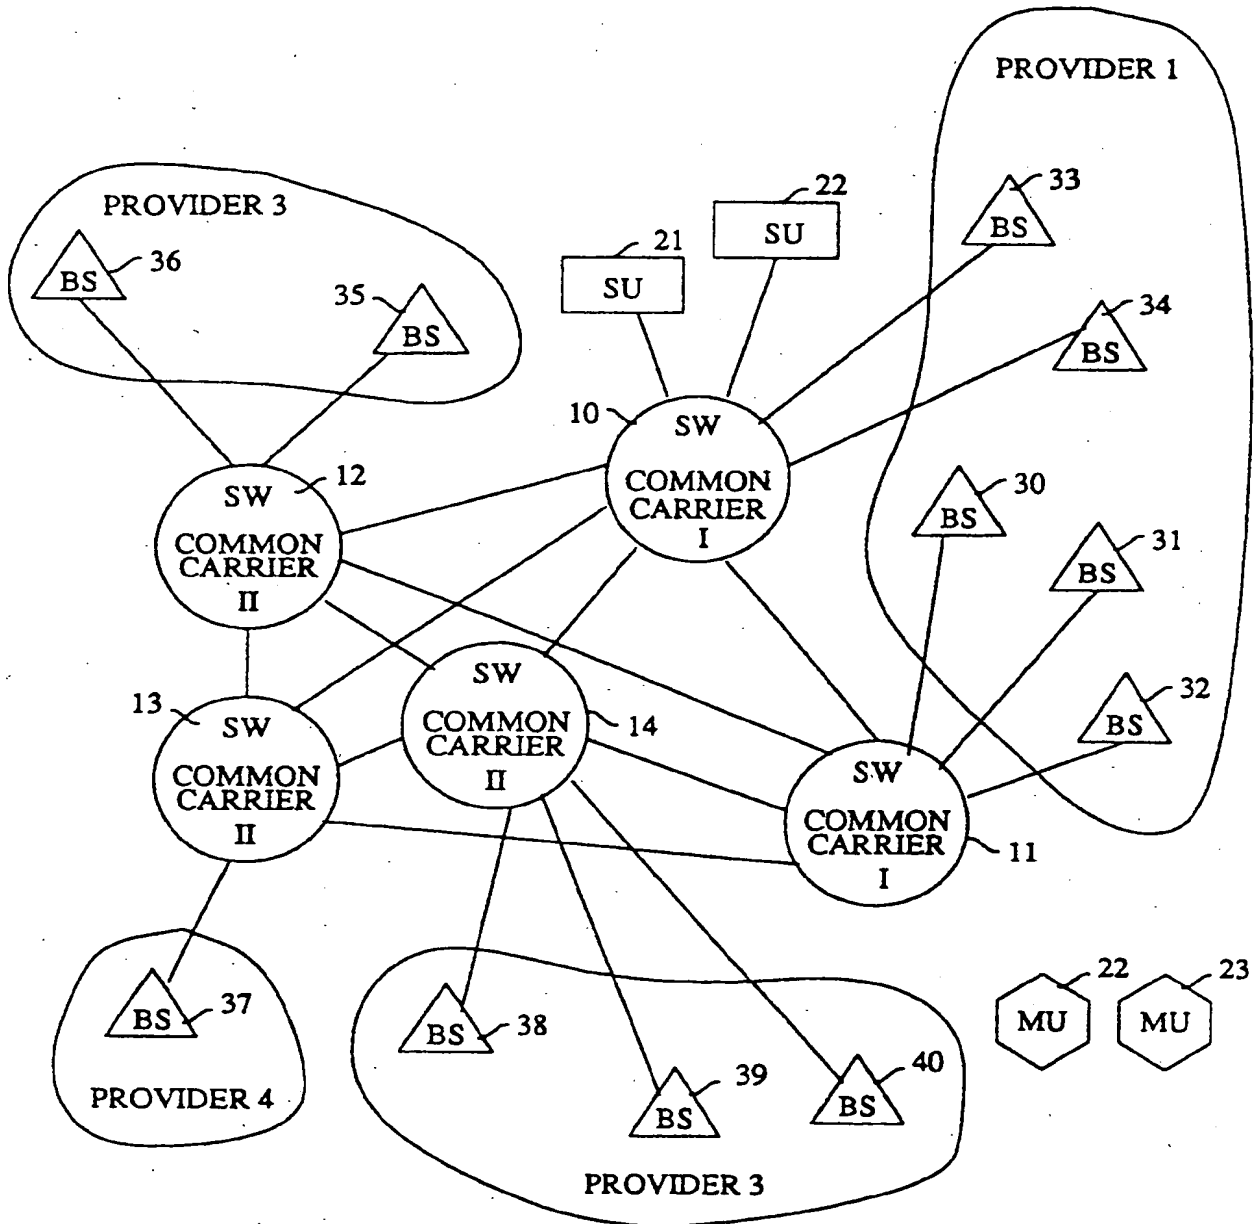 PROVIDER 1
33
BS
22
SU
PROVIDER 3
36
BS
21
SU
35
BS
34
BS
10
SW
COMMON
CARRIER
I
12
SW
COMMON
CARRIER
II
30
BS
31
BS
13
SW
COMMON
CARRIER
II
SW
COMMON
CARRIER
II
14
32
BS
SW
COMMON
CARRIER
I
11
BS
37
PROVIDER 4
BS
38
BS
39
BS
40
PROVIDER 3
22
MU
23
MU